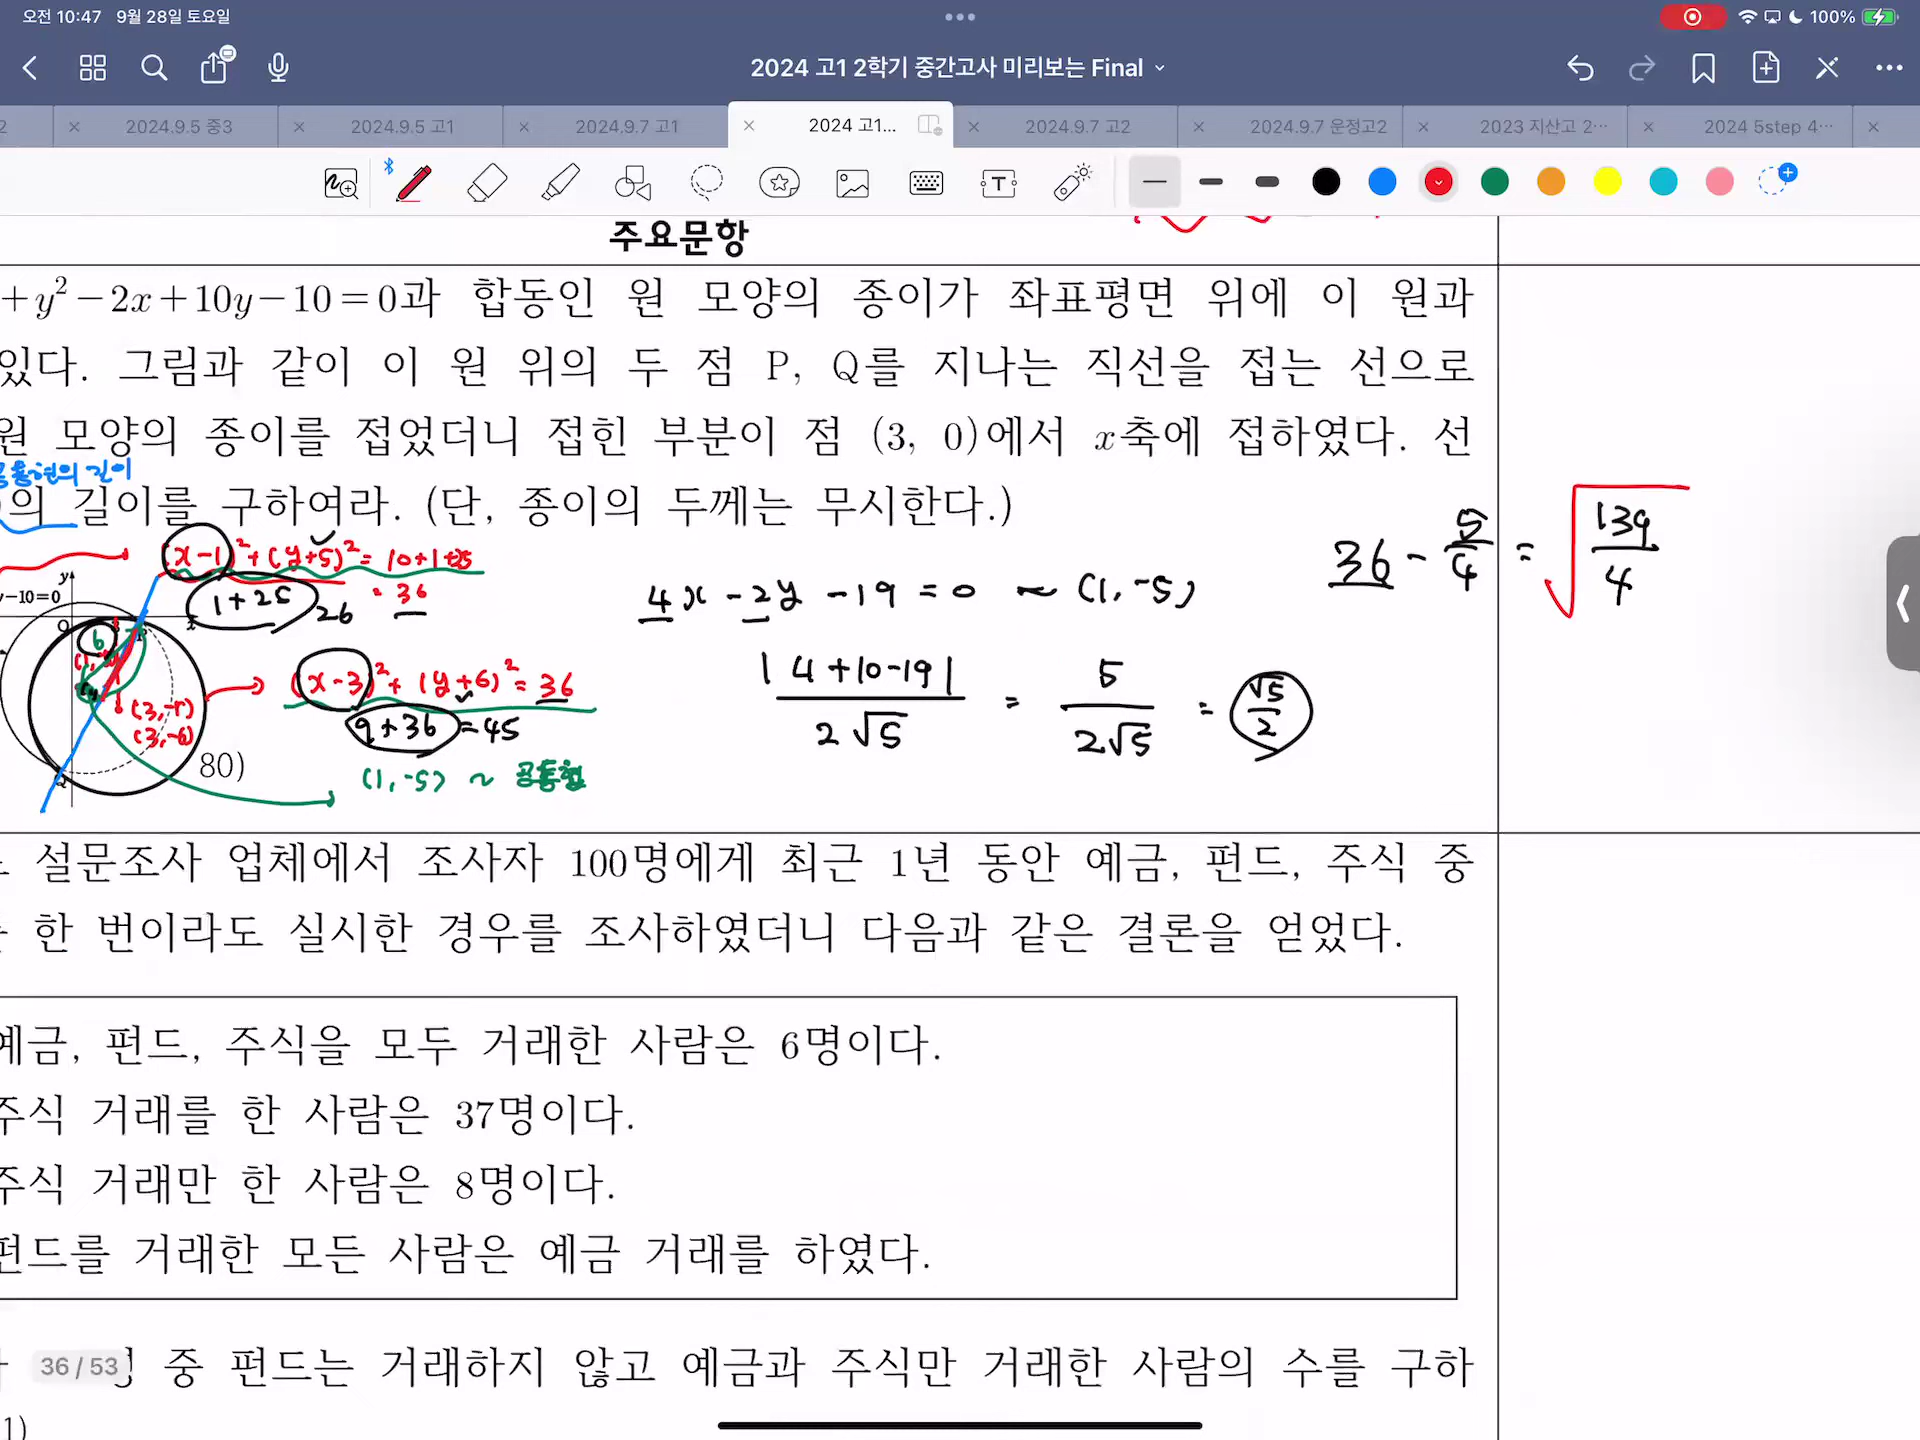 오전 10:47 9월 28일 토요일
100%
2024 고1 2학기 중간고사 미리보는 Final
2 2024.9.5 중3 2024.9.5 고1 2024.9.7 고1 2024 고1... 2024.9.7 고2 2024.9.7 운정고2 2023 지산고 2... 2024 5step 4...
주요문항
+y²−2x+10y−10=0과 합동인 원 모양의 종이가 좌표평면 위에 이 원과
있다. 그림과 같이 이 원 위의 두 점 P, Q를 지나는 직선을 접는 선으로
원 모양의 종이를 접었더니 접힌 부분이 점 (3, 0)에서 x축에 접하였다. 선
공통현의 길이
의 길이를 구하여라. (단, 종이의 두께는 무시한다.)
(x-1)²+(y+5)² = 10+1+25
= 36
1+25 26
y
-10=0
O
x
6
(3,-6)
(x-3)²+(y+6)² = 36
9+36 = 45
80)
(1,-5) ~ 공통현
4x -2y -19 = 0 ~ (1,-5)
|4+10-19| / 2√5 = 5 / 2√5 = √5 / 2
36 - 5/4 = √139/4
설문조사 업체에서 조사자 100명에게 최근 1년 동안 예금, 펀드, 주식 중
한 번이라도 실시한 경우를 조사하였더니 다음과 같은 결론을 얻었다.
예금, 펀드, 주식을 모두 거래한 사람은 6명이다.
주식 거래를 한 사람은 37명이다.
주식 거래만 한 사람은 8명이다.
펀드를 거래한 모든 사람은 예금 거래를 하였다.
36 / 53
중 펀드는 거래하지 않고 예금과 주식만 거래한 사람의 수를 구하
1)